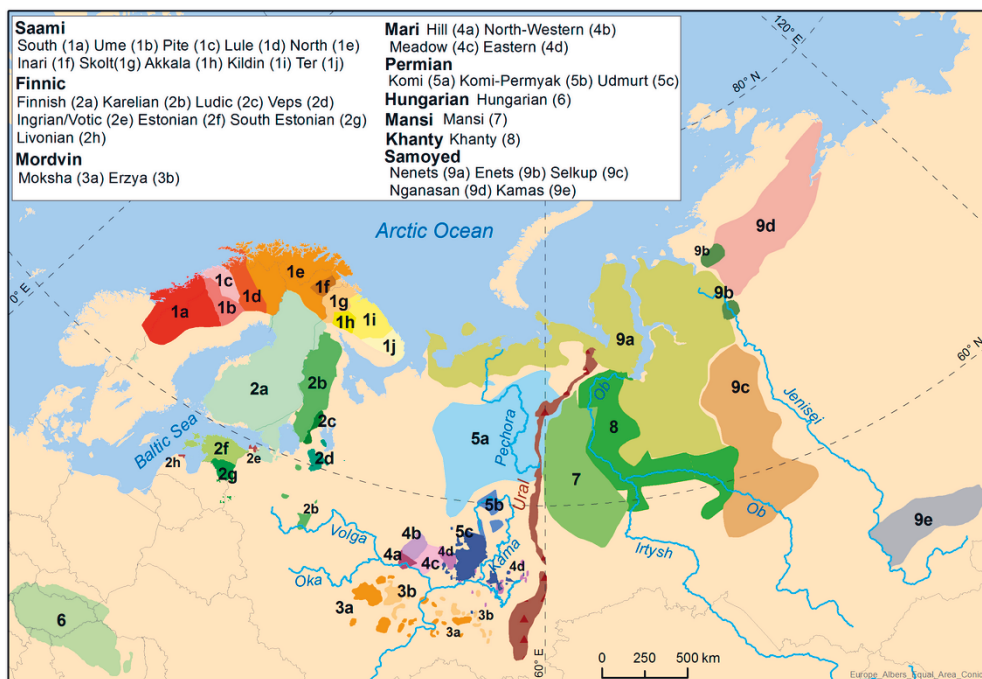 Saami
South (1a) Ume (1b) Pite (1c) Lule (1d) North (1e)
Inari (1f) Skolt(1g) Akkala (1h) Kildin (1i) Ter (1j)
Finnic
Finnish (2a) Karelian (2b) Ludic (2c) Veps (2d)
Ingrian/Votic (2e) Estonian (2f) South Estonian (2g)
Livonian (2h)
Mordvin
Moksha (3a) Erzya (3b)
Mari Hill (4a) North-Western (4b)
Meadow (4c) Eastern (4d)
Permian
Komi (5a) Komi-Permyak (5b) Udmurt (5c)
Hungarian Hungarian (6)
Mansi Mansi (7)
Khanty Khanty (8)
Samoyed
Nenets (9a) Enets (9b) Selkup (9c)
Nganasan (9d) Kamas (9e)
120° E
80° N
Arctic Ocean
0° E
60° N
1a
1b
1c
1d
1e
1f
1g
1h
1i
1j
9d
9b
9b
9a
9c
Jenisei
2a
2b
2c
2d
2e
2f
2g
2h
Baltic Sea
5a
Pechora
Ural
Ob
8
7
Ob
Irtysh
9e
2b
Volga
5b
5c
Kama
4a
4b
4c
4d
4d
Oka
3a
3b
3b
3a
6
60° E
0 250 500 km
Europe_Albers_Equal_Area_Conic